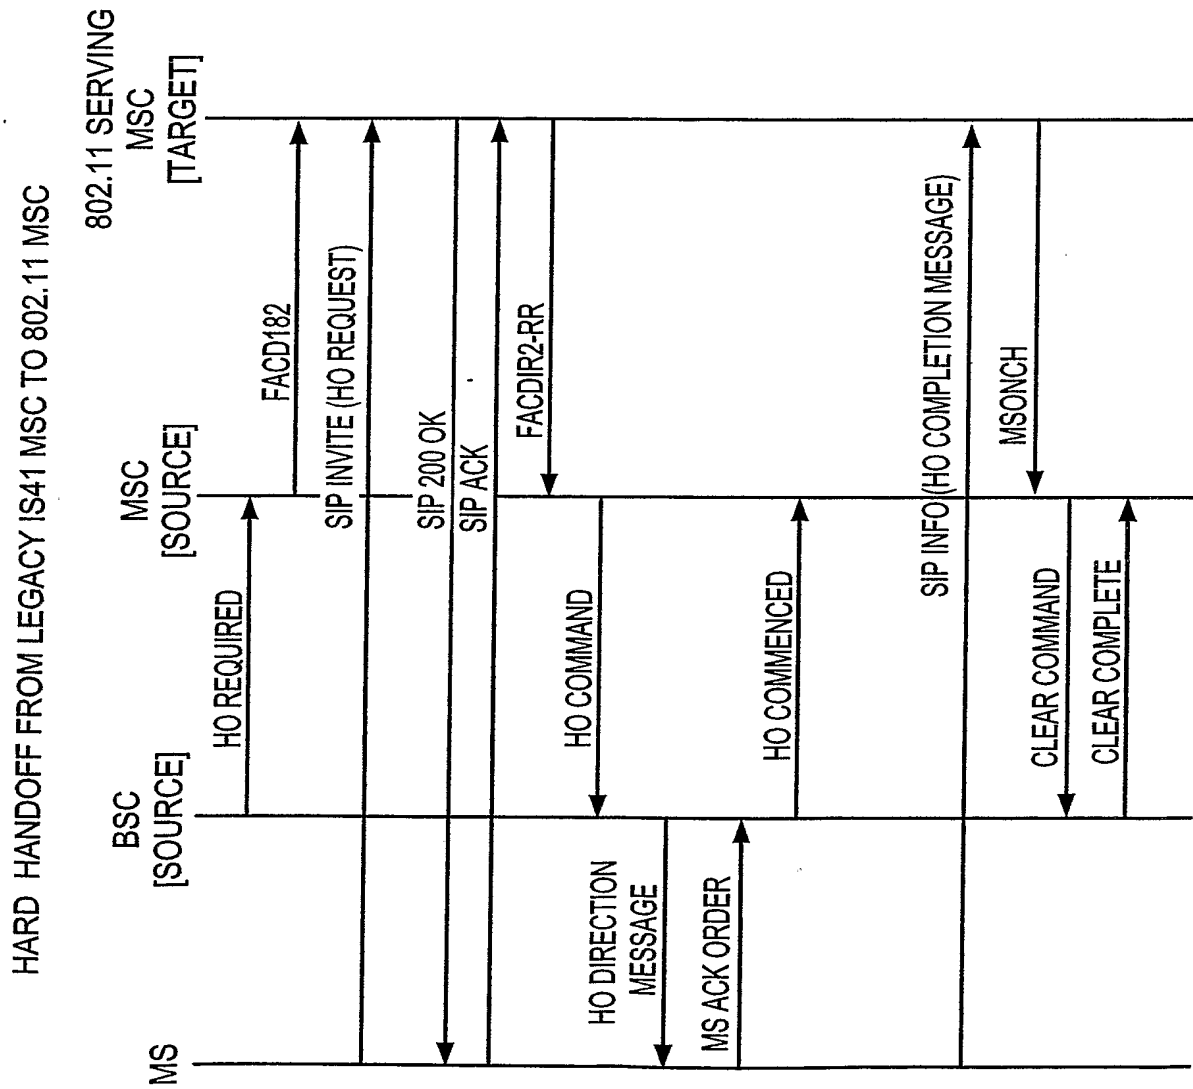 HARD HANDOFF FROM LEGACY IS41 MSC TO 802.11 MSC
MS
BSC
[SOURCE]
MSC
[SOURCE]
802.11 SERVING
MSC
[TARGET]
HO REQUIRED
FACD182
SIP INVITE (HO REQUEST)
SIP 200 OK
SIP ACK
FACDIR2-RR
HO COMMAND
HO DIRECTION
MESSAGE
MS ACK ORDER
HO COMMENCED
SIP INFO (HO COMPLETION MESSAGE)
MSONCH
CLEAR COMMAND
CLEAR COMPLETE